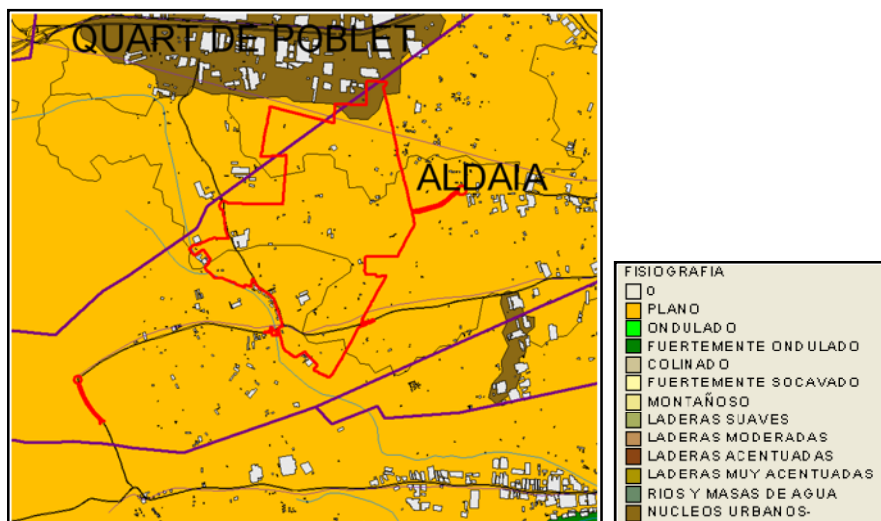 QUART DE POBLET
ALDAIA
FISIOGRAFIA
0
PLANO
ONDULADO
FUERTEMENTE ONDULADO
COLINADO
FUERTEMENTE SOCAVADO
MONTAÑOSO
LADERAS SUAVES
LADERAS MODERADAS
LADERAS ACENTUADAS
LADERAS MUY ACENTUADAS
RIOS Y MASAS DE AGUA
NUCLEOS URBANOS-